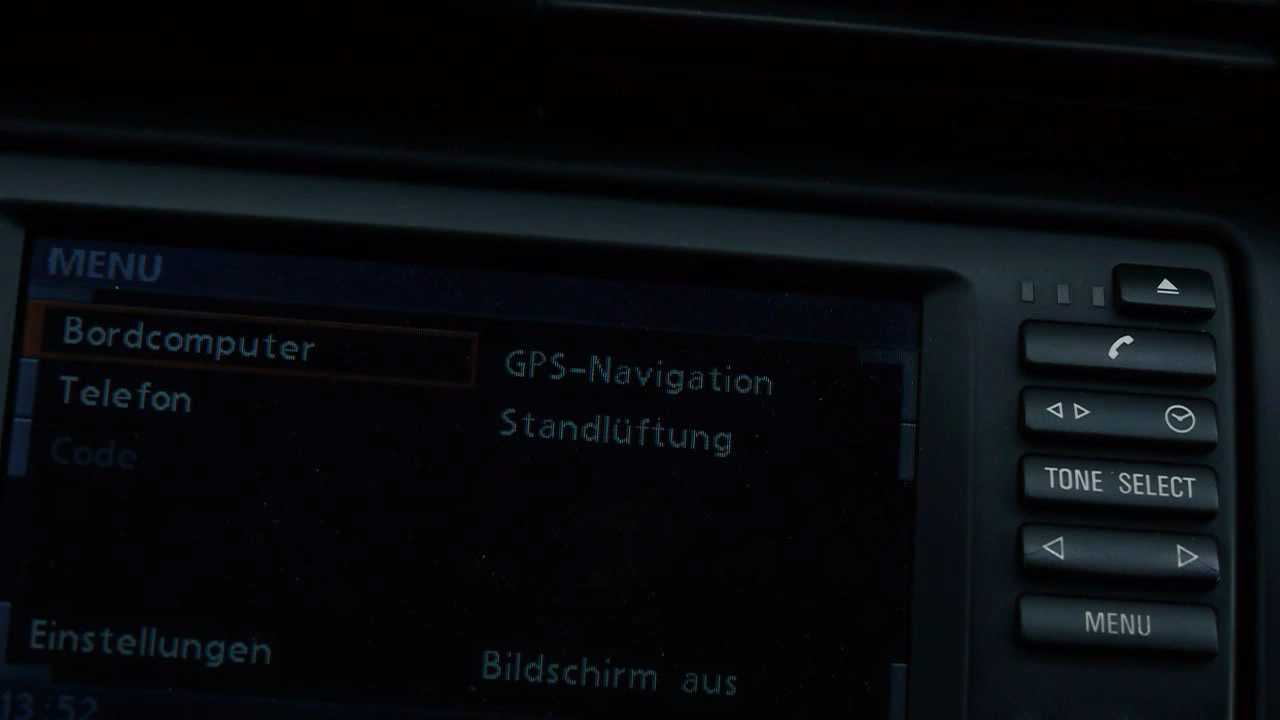 MENU
Bordcomputer
GPS-Navigation
Telefon
Standlüftung
Code
Einstellungen
Bildschirm aus
13:52
TONE SELECT
MENU